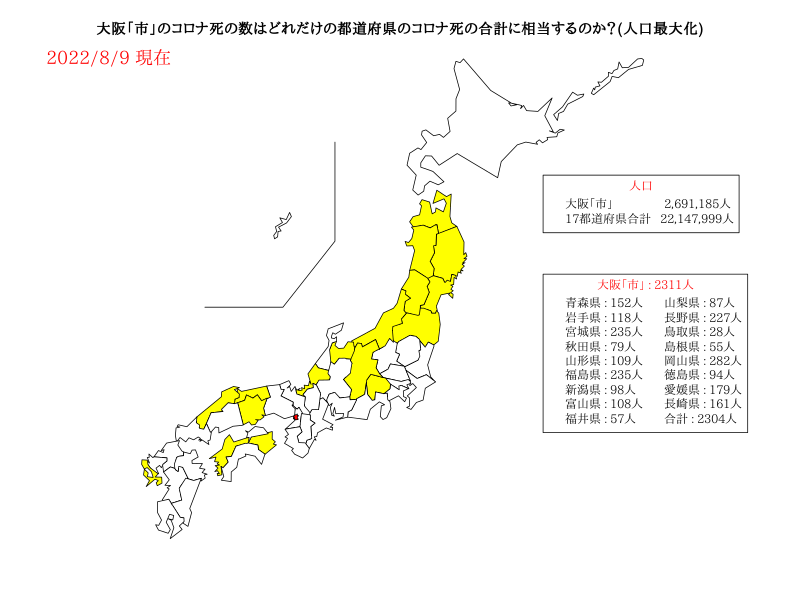 大阪「市」のコロナ死の数はどれだけの都道府県のコロナ死の合計に相当するのか?(人口最大化)
2022/8/9 現在
人口
大阪「市」 2,691,185人
17都道府県合計 22,147,999人
大阪「市」 : 2311人
青森県 : 152人 山梨県 : 87人
岩手県 : 118人 長野県 : 227人
宮城県 : 235人 鳥取県 : 28人
秋田県 : 79人 島根県 : 55人
山形県 : 109人 岡山県 : 282人
福島県 : 235人 徳島県 : 94人
新潟県 : 98人 愛媛県 : 179人
富山県 : 108人 長崎県 : 161人
福井県 : 57人 合計 : 2304人